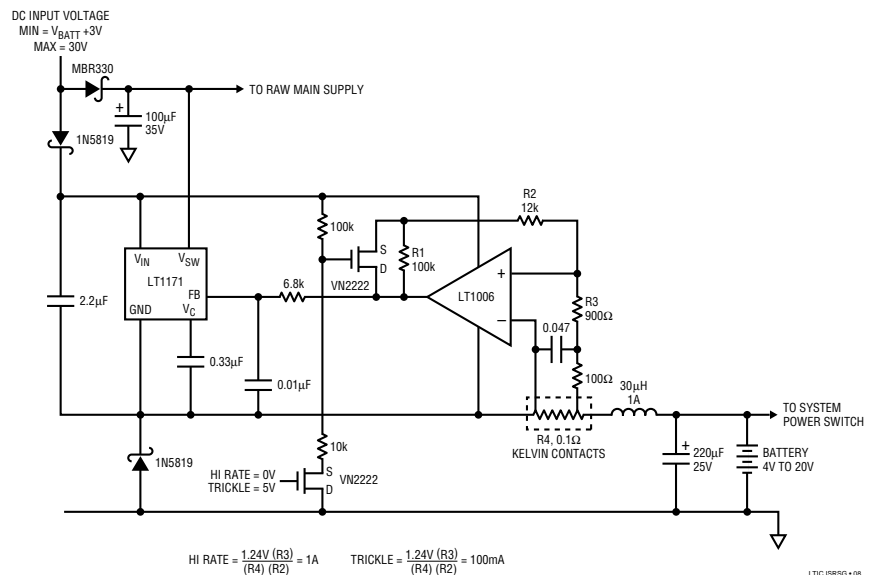 DC INPUT VOLTAGE
MIN = VBATT +3V
MAX = 30V
MBR330
TO RAW MAIN SUPPLY
+
100µF
35V
1N5819
R2
12k
100k
S
D
VN2222
R1
100k
VIN
VSW
LT1171
FB
GND
VC
6.8k
LT1006
+
–
R3
900Ω
2.2µF
0.047
0.33µF
0.01µF
100Ω
30µH
1A
TO SYSTEM
POWER SWITCH
R4, 0.1Ω
KELVIN CONTACTS
10k
1N5819
HI RATE = 0V
TRICKLE = 5V
S
D
VN2222
+
220µF
25V
BATTERY
4V TO 20V
HI RATE = 1.24V (R3) / (R4) (R2) = 1A
TRICKLE = 1.24V (R3) / (R4) (R2) = 100mA
LTJC ISRSG • 08